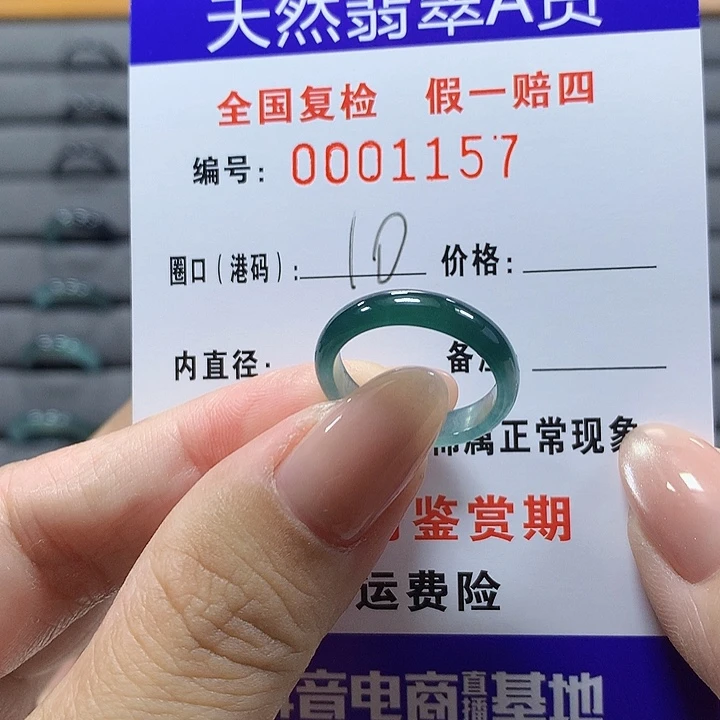 天然翡翠A货
全国复检 假一赔四
编号: 0001157
圈口(港码): 10 价格:
内直径: 备
属正常现象
鉴赏期
运费险
音电商直播基地